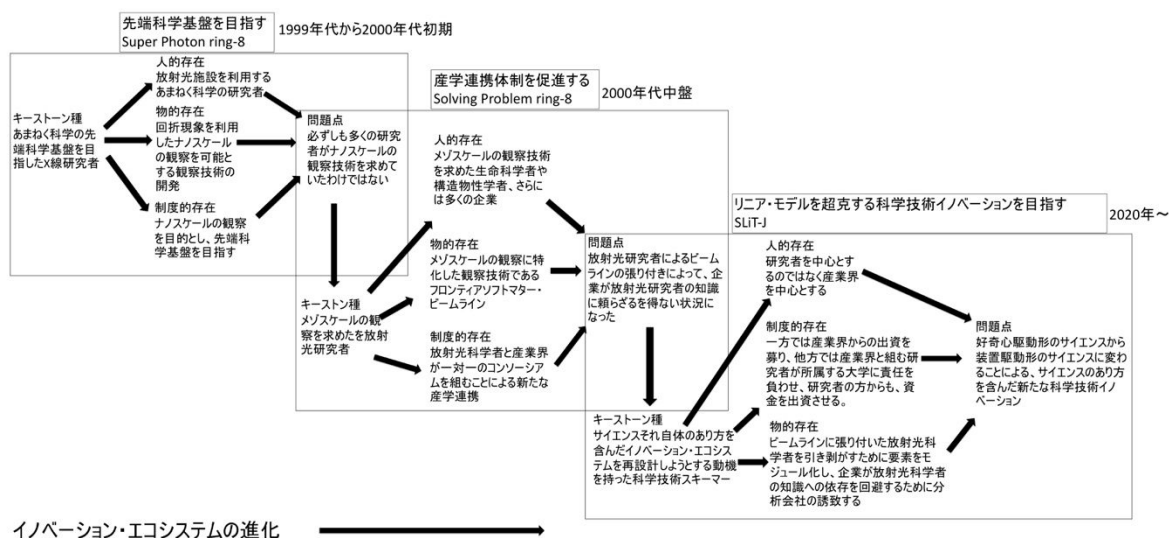 先端科学基盤を目指す
Super Photon ring-8
1999年代から2000年代初期
キーストーン種
あまねく科学の先
端科学基盤を目
指したX線研究者
人的存在
放射光施設を利用する
あまねく科学の研究者
物的存在
回折現象を利用
したナノスケール
の観察を可能と
する観察技術の
開発
制度的存在
ナノスケールの観察
を目的とし、先端科
学基盤を目指す
問題点
必ずしも多くの研究
者がナノスケールの
観察技術を求めて
いたわけではない
産学連携体制を促進する
Solving Problem ring-8
2000年代中盤
キーストン種
メゾスケールの観
察を求めたを放射
光研究者
人的存在
メゾスケールの観察技術
を求めた生命科学者や
構造物性学者、さらに
は多くの企業
物的存在
メゾスケールの観察に特
化した観察技術である
フロンティアソフトマター・
ビームライン
制度的存在
放射光科学者と産業界
が一対一のコンソーシア
ムを組むことによる新たな
産学連携
問題点
放射光研究者によるビーム
ラインの張り付きによって、企
業が放射光研究者の知識
に頼らざるを得ない状況に
なった
リニア・モデルを超克する科学技術イノベーションを目指す
SLiT-J
2020年～
キーストーン種
サイエンスそれ自体のあり方を
含んだイノベーション・エコシス
テムを再設計しようとする動機
を持った科学技術スキーマー
人的存在
研究者を中心とす
るのではなく産業界
を中心とする
制度的存在
一方では産業界からの出資を
募り、他方では産業界と組む研
究者が所属する大学に責任を
負わせ、研究者の方からも、資
金を出資させる。
物的存在
ビームラインに張り付いた放射光科
学者を引き剥がすために要素をモ
ジュール化し、企業が放射光科学者
の知識への依存を回避するために分
析会社の誘致する
問題点
好奇心駆動形のサイエンスから
装置駆動形のサイエンスに変わ
ることによる、サイエンスのあり方
を含んだ新たな科学技術イノ
ベーション
イノベーション・エコシステムの進化